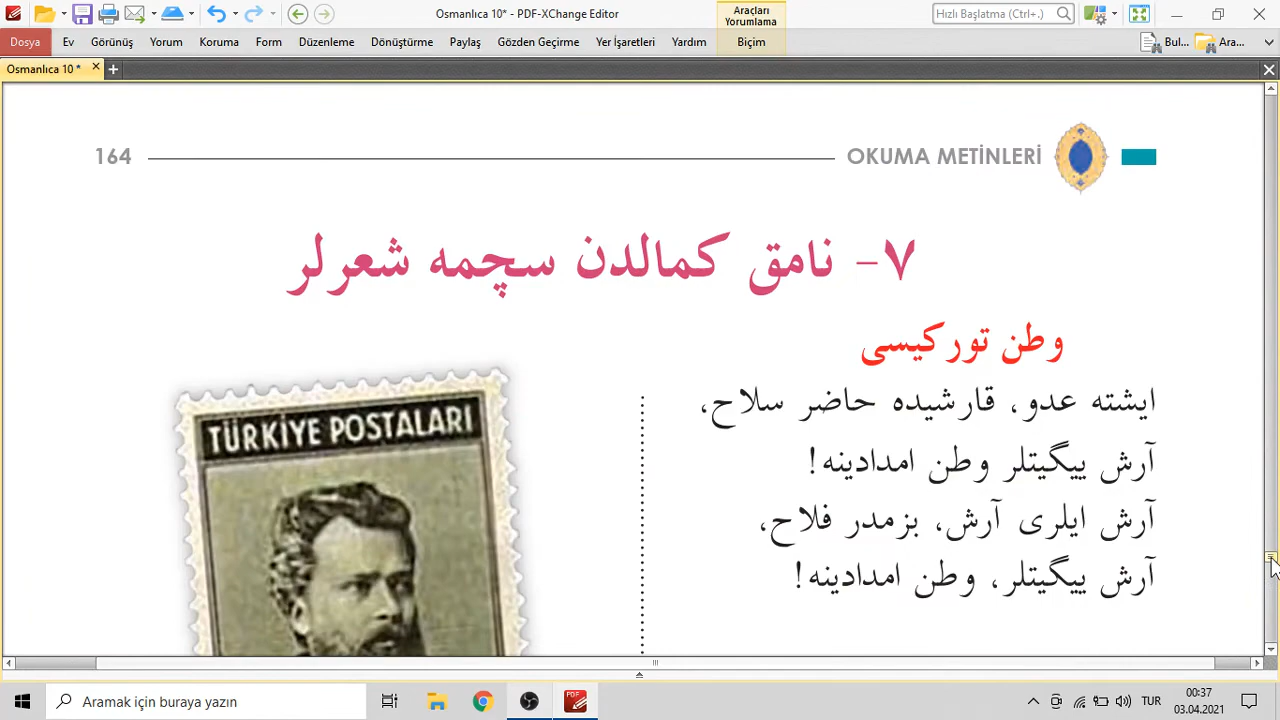 Osmanlıca 10* - PDF-XChange Editor
Araçları Yorumlama
Hızlı Başlatma (Ctrl+.)
Dosya Ev Görünüş Yorum Koruma Form Düzenleme Dönüştürme Paylaş Gözden Geçirme Yer İşaretleri Yardım Biçim Bul... Ara...
Osmanlıca 10 *
164
OKUMA METİNLERİ
٧- نامق كمالدن سچمه شعرلر
وطن توركيسى
ايشته عدو، قارشيده حاضر سلاح،
آرش ييگيتلر وطن امدادينه!
آرش ايلرى آرش، بزمدر فلاح،
آرش ييگيتلر، وطن امدادينه!
TÜRKİYE POSTALARI
Aramak için buraya yazın
PDF
TUR
00:37
03.04.2021